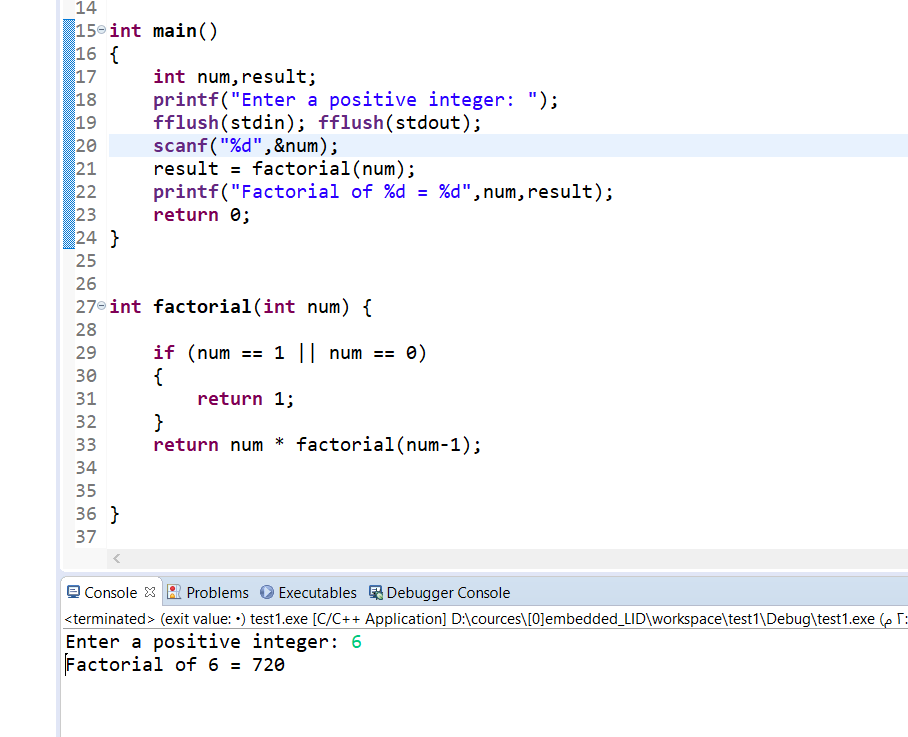 14
15 int main()
16 {
17 int num,result;
18 printf("Enter a positive integer: ");
19 fflush(stdin); fflush(stdout);
20 scanf("%d",&num);
21 result = factorial(num);
22 printf("Factorial of %d = %d",num,result);
23 return 0;
24 }
25
26
27 int factorial(int num) {
28
29 if (num == 1 || num == 0)
30 {
31 return 1;
32 }
33 return num * factorial(num-1);
34
35
36 }
37
Console Problems Executables Debugger Console
<terminated> (exit value: ٠) test1.exe [C/C++ Application] D:\cources\[0]embedded_LID\workspace\test1\Debug\test1.exe (م
Enter a positive integer: 6
Factorial of 6 = 720